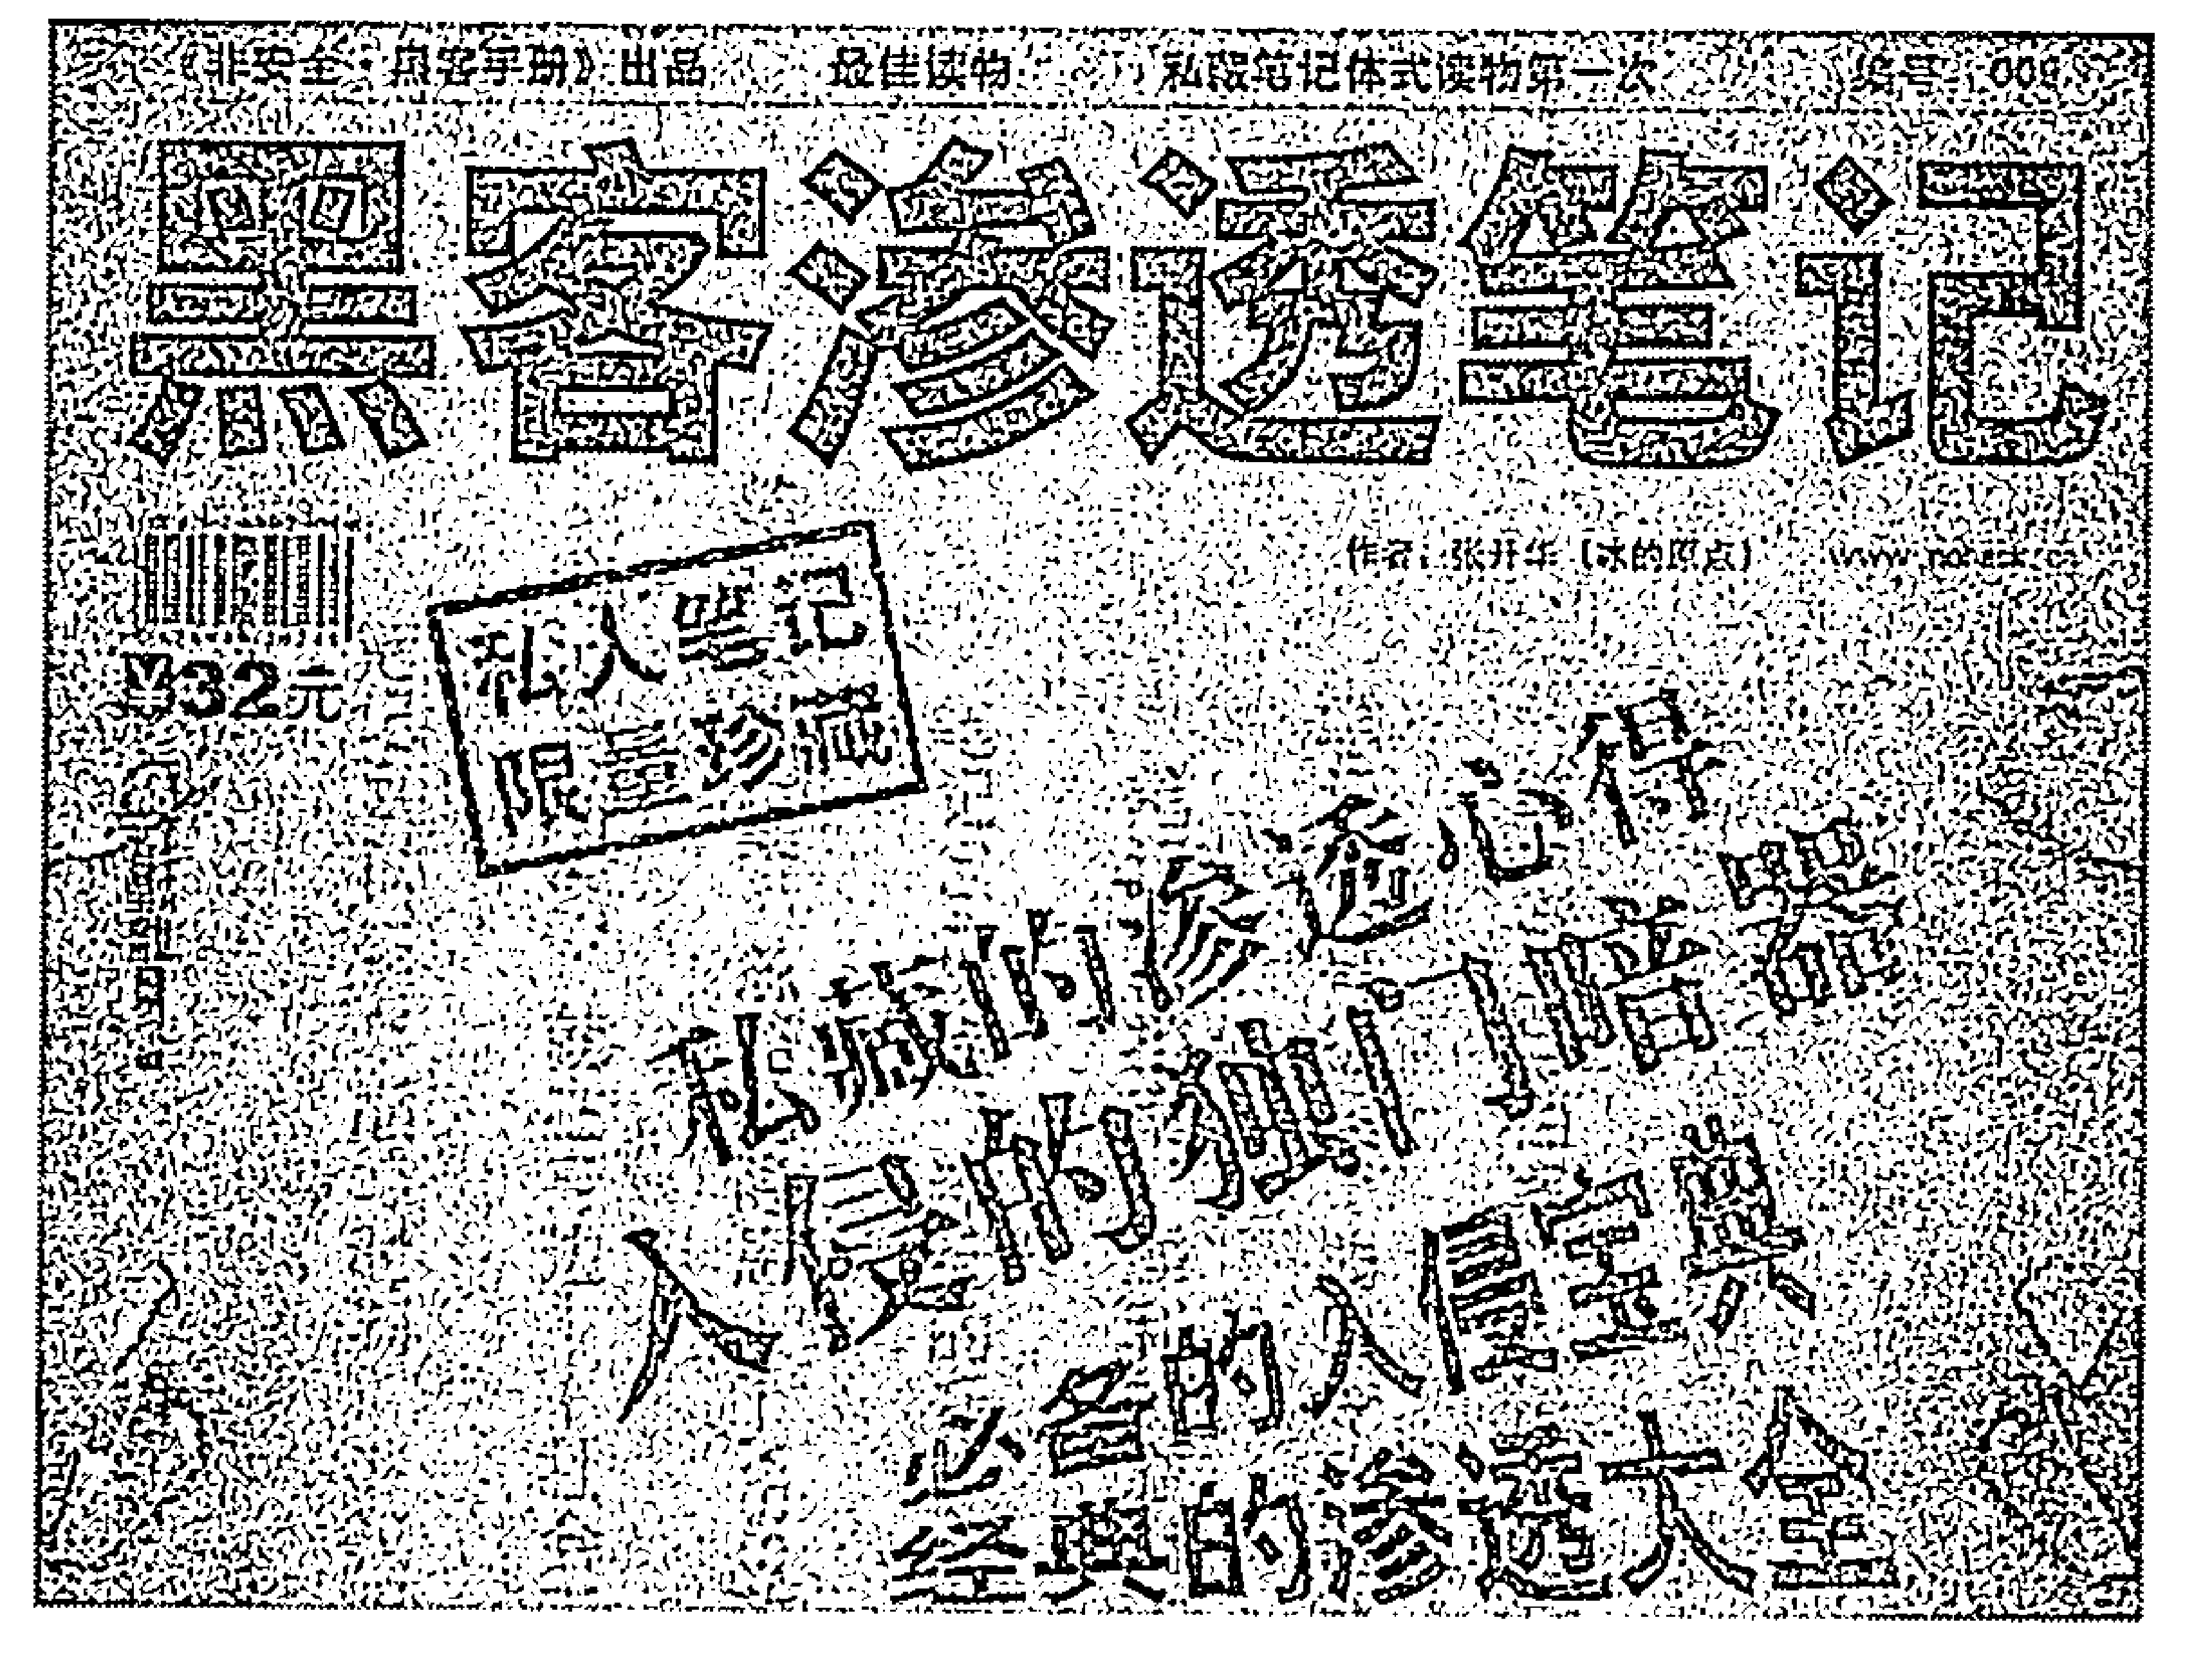 《非安全·黑客手册》出品 最佳读物 私酿笔记体式读物第一次 编号:009
黑客渗透笔记
作者:张开华(冰的原点)
¥32元
私人笔记
限量珍藏
私藏的渗透心得
入侵的独门暗器
必备的入侵宝典
经典的渗透大全